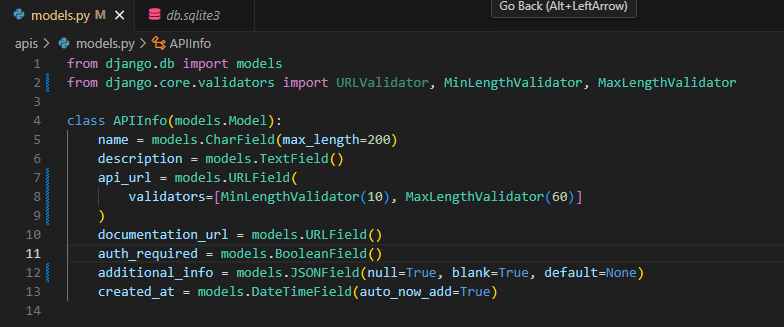 models.py M
db.sqlite3
Go Back (Alt+LeftArrow)
apis > models.py > APIInfo
1 from django.db import models
2 from django.core.validators import URLValidator, MinLengthValidator, MaxLengthValidator
3
4 class APIInfo(models.Model):
5     name = models.CharField(max_length=200)
6     description = models.TextField()
7     api_url = models.URLField(
8         validators=[MinLengthValidator(10), MaxLengthValidator(60)]
9     )
10     documentation_url = models.URLField()
11     auth_required = models.BooleanField()
12     additional_info = models.JSONField(null=True, blank=True, default=None)
13     created_at = models.DateTimeField(auto_now_add=True)
14